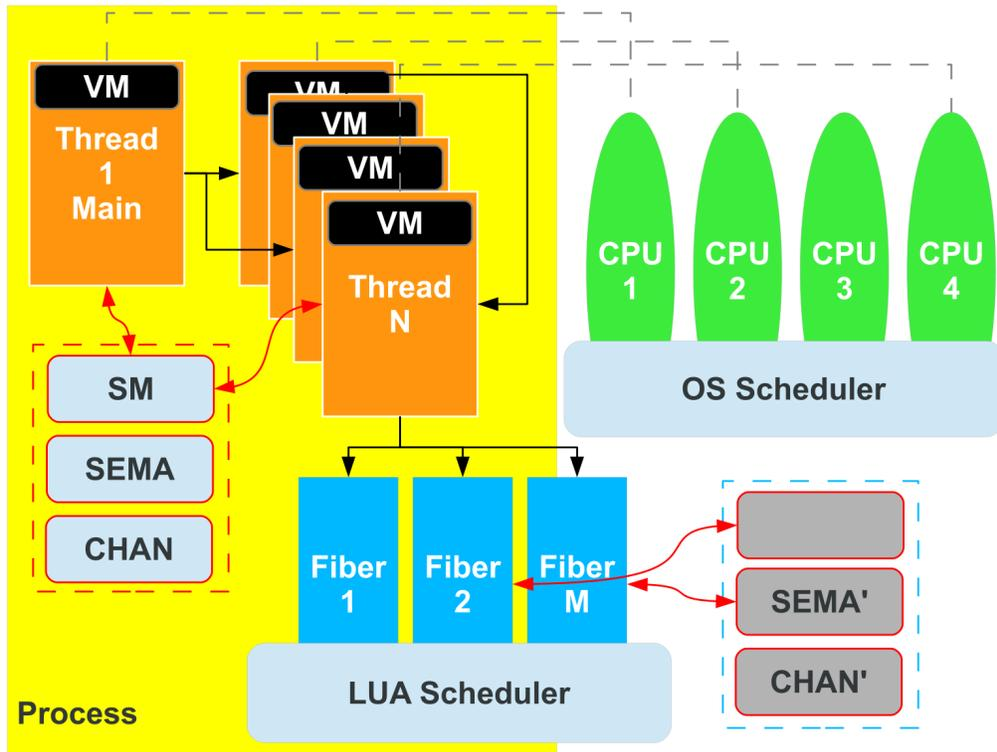 VM
Thread
1
Main
VM
VM
VM
VM
Thread
N
CPU
1
CPU
2
CPU
3
CPU
4
OS Scheduler
SM
SEMA
CHAN
Fiber
1
Fiber
2
Fiber
M
SEMA'
CHAN'
LUA Scheduler
Process